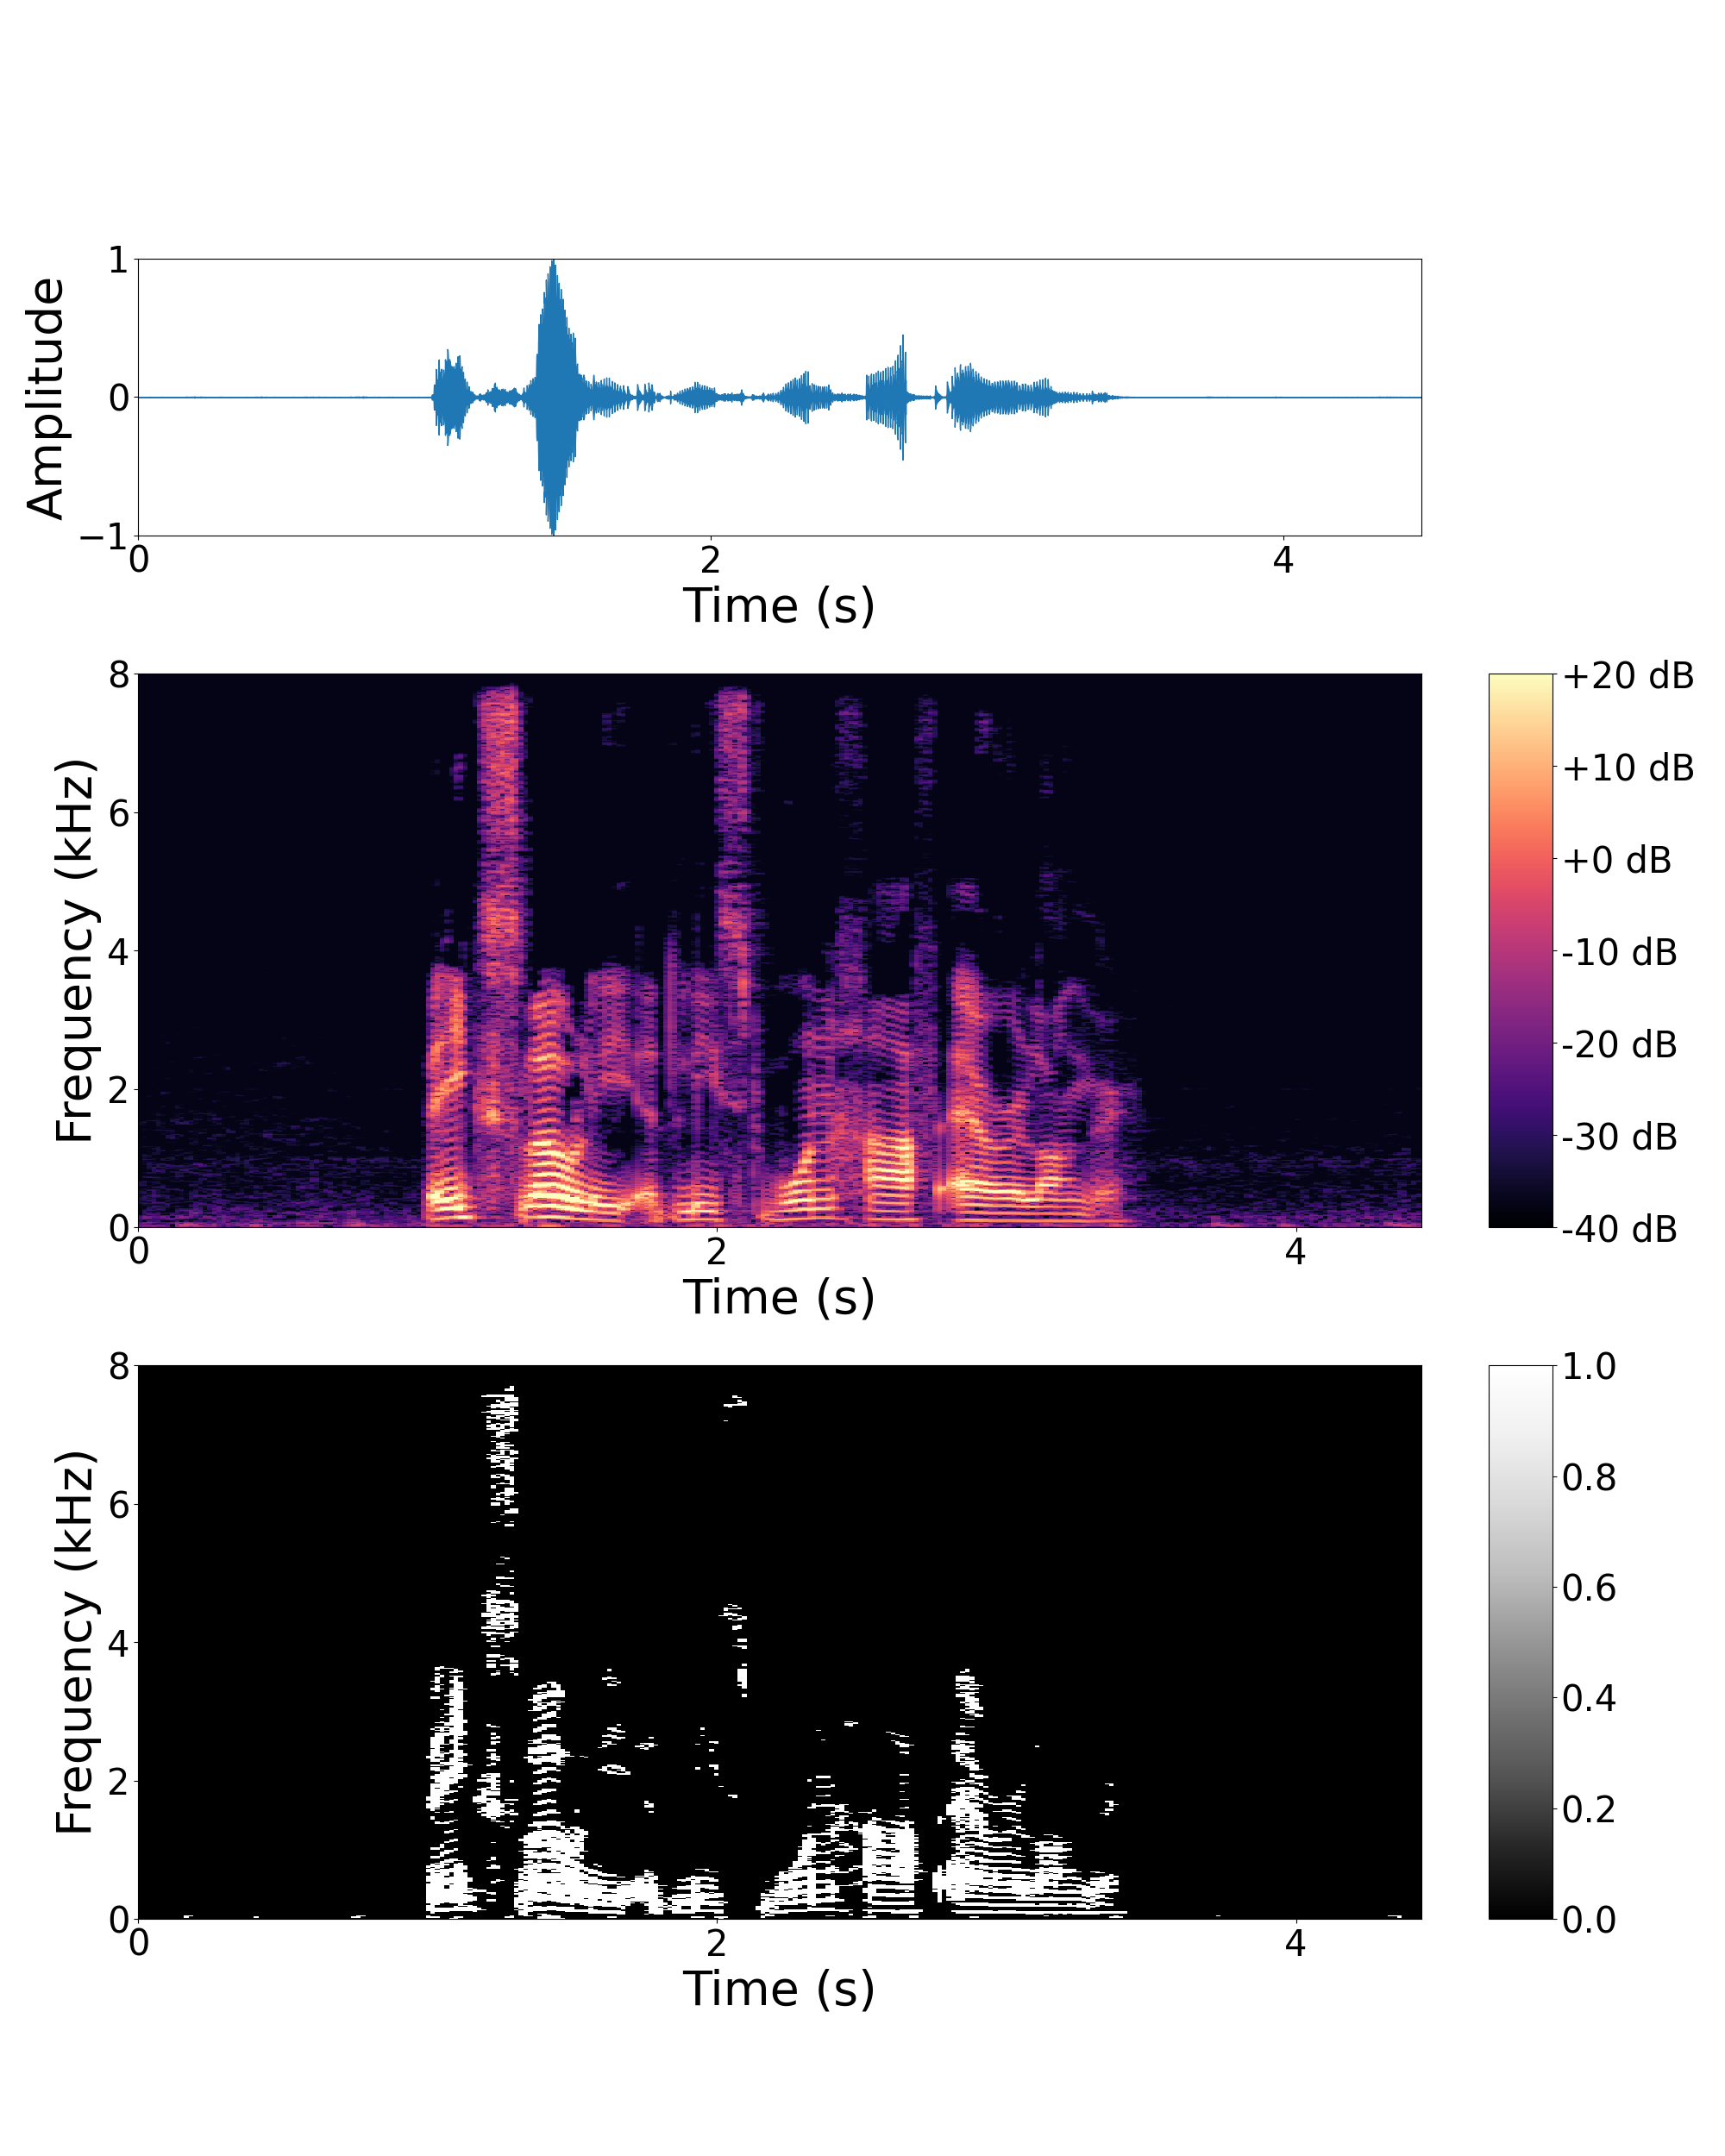 1
0
−1
Amplitude
0 2 4
Time (s)
8
6
4
2
0
Frequency (kHz)
0 2 4
Time (s)
+20 dB
+10 dB
+0 dB
-10 dB
-20 dB
-30 dB
-40 dB
8
6
4
2
0
Frequency (kHz)
0 2 4
Time (s)
1.0
0.8
0.6
0.4
0.2
0.0